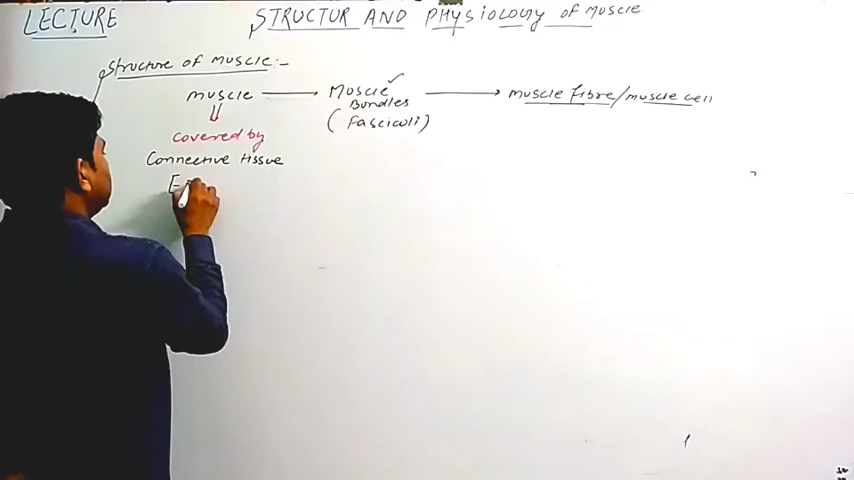 LECTURE
STRUCTUR AND PHYSIOLOGY of MUSCLE
Structure of muscle:-
muscle → Muscle ✓ → muscle fibre/muscle cell
Bundles
(Fasciculi)
⇓
covered by
Connective tissue